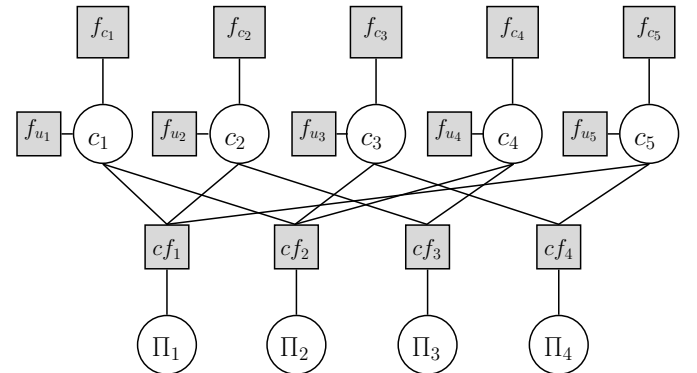 f_{c_1} f_{c_2} f_{c_3} f_{c_4} f_{c_5}
f_{u_1} c_1 f_{u_2} c_2 f_{u_3} c_3 f_{u_4} c_4 f_{u_5} c_5
cf_1 cf_2 cf_3 cf_4
Π_1 Π_2 Π_3 Π_4